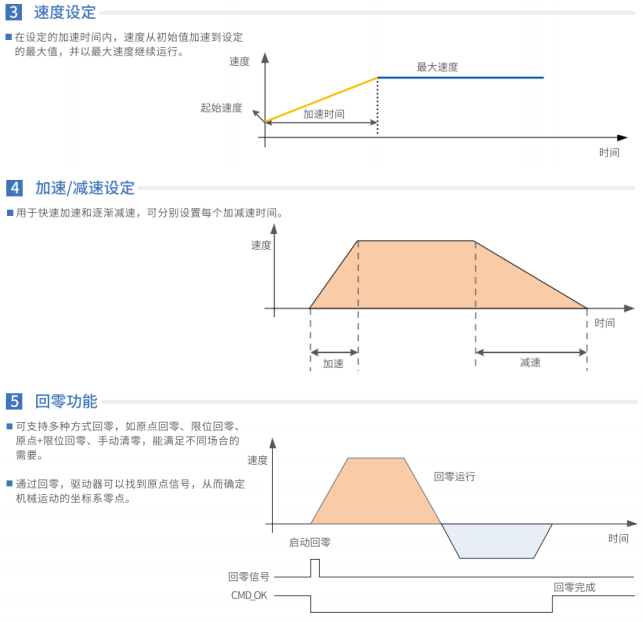 3 速度设定
在设定的加速时间内，速度从初始值加速到设定
的最大值，并以最大速度继续运行。
速度
最大速度
起始速度
加速时间
时间
4 加速/减速设定
用于快速加速和逐渐减速，可分别设置每个加减速时间。
速度
时间
加速
减速
5 回零功能
可支持多种方式回零，如原点回零、限位回零、
原点+限位回零、手动清零，能满足不同场合的
需要。
通过回零，驱动器可以找到原点信号，从而确定
机械运动的坐标系零点。
速度
回零运行
时间
启动回零
回零信号
回零完成
CMD_OK